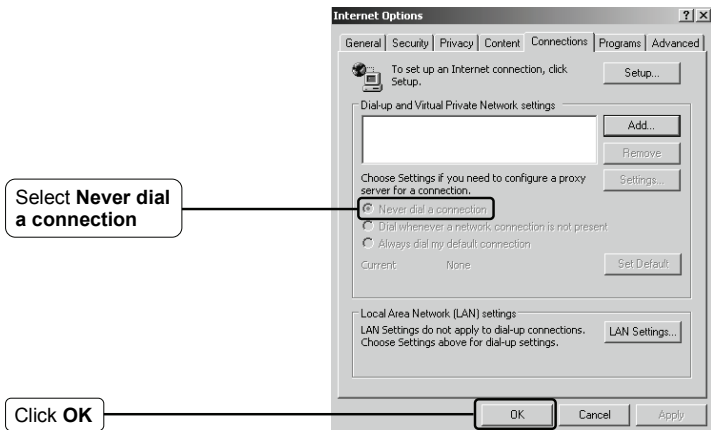 Internet Options
General Security Privacy Content Connections Programs Advanced
To set up an Internet connection, click
Setup.
Setup...
Dial-up and Virtual Private Network settings
Add...
Remove
Choose Settings if you need to configure a proxy
server for a connection.
Settings...
Select Never dial
a connection
Never dial a connection
Dial whenever a network connection is not present
Always dial my default connection
Current None
Set Default
Local Area Network (LAN) settings
LAN Settings do not apply to dial-up connections.
Choose Settings above for dial-up settings.
LAN Settings...
Click OK
OK Cancel Apply